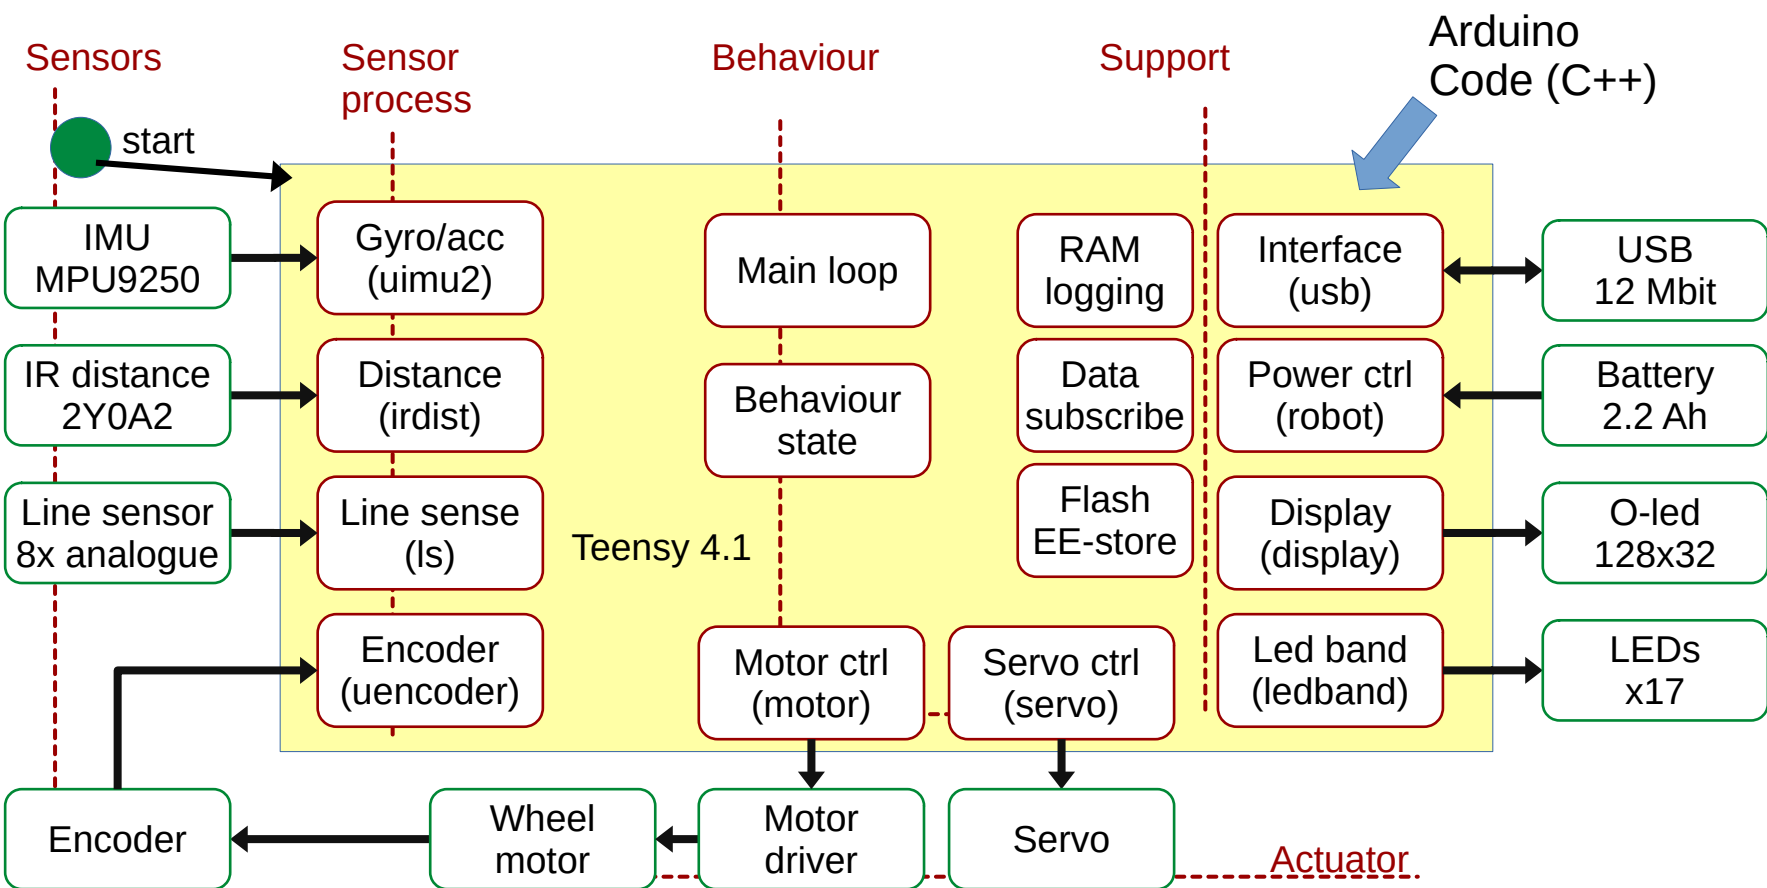 Sensors
Sensor
process
Behaviour
Support
Arduino
Code (C++)
start
IMU
MPU9250
Gyro/acc
(uimu2)
Main loop
RAM
logging
Interface
(usb)
USB
12 Mbit
IR distance
2Y0A2
Distance
(irdist)
Behaviour
state
Data
subscribe
Power ctrl
(robot)
Battery
2.2 Ah
Line sensor
8x analogue
Line sense
(ls)
Teensy 4.1
Flash
EE-store
Display
(display)
O-led
128x32
Encoder
(uencoder)
Motor ctrl
(motor)
Servo ctrl
(servo)
Led band
(ledband)
LEDs
x17
Encoder
Wheel
motor
Motor
driver
Servo
Actuator